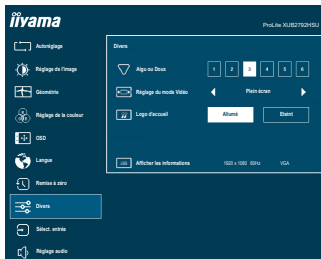 iiyama
ProLite XUB2792HSU
Autoréglage
Réglage de l'image
Géométrie
Réglage de la couleur
OSD
Langue
Remise à zéro
Divers
Sélect. entrée
Réglage audio
Divers
Aigu ou Doux
1 2 3 4 5 6
Réglage du mode Vidéo
Plein écran
Logo d'accueil
Allumé
Eteint
Afficher les informations
1920 x 1080 60Hz
VGA